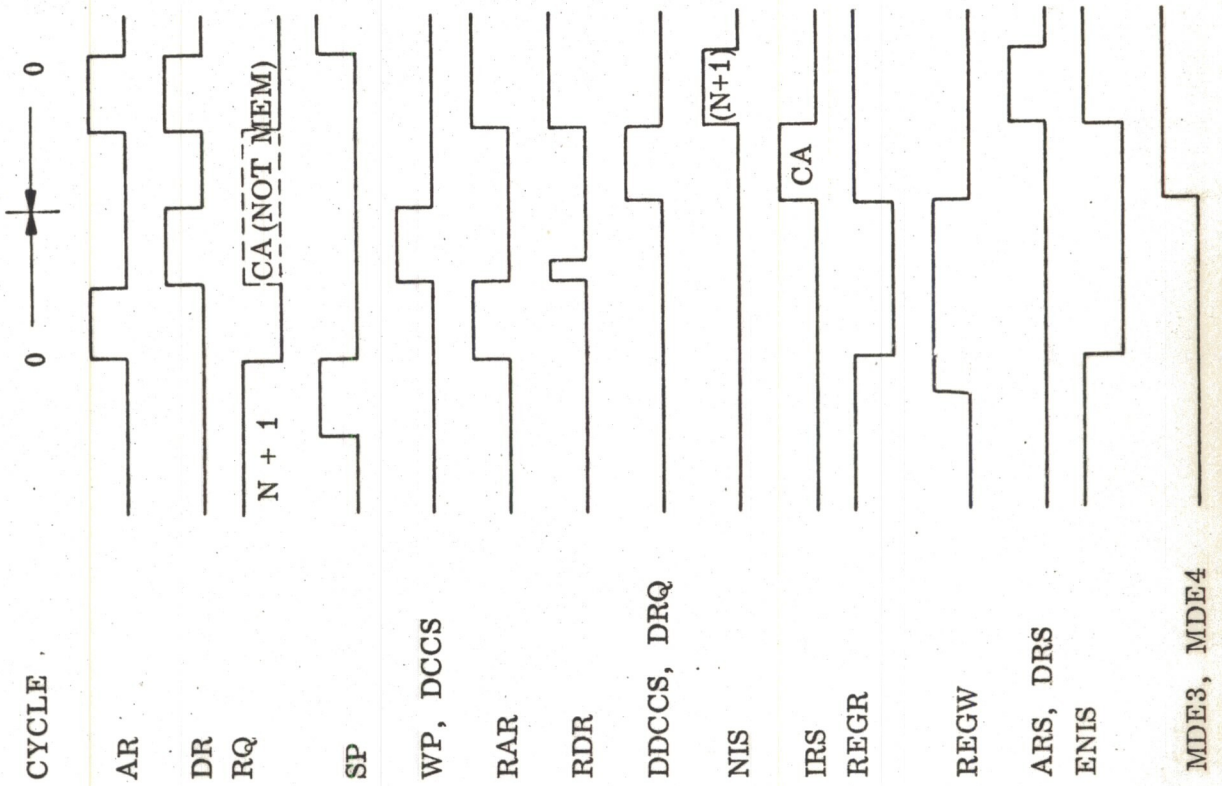 CYCLE 0 0
AR
DR
RQ N + 1 CA (NOT MEM)
SP
WP, DCCS
RAR
RDR
DDCCS, DRQ
NIS (N+1)
IRS CA
REGR
REGW
ARS, DRS
ENIS
MDE3, MDE4